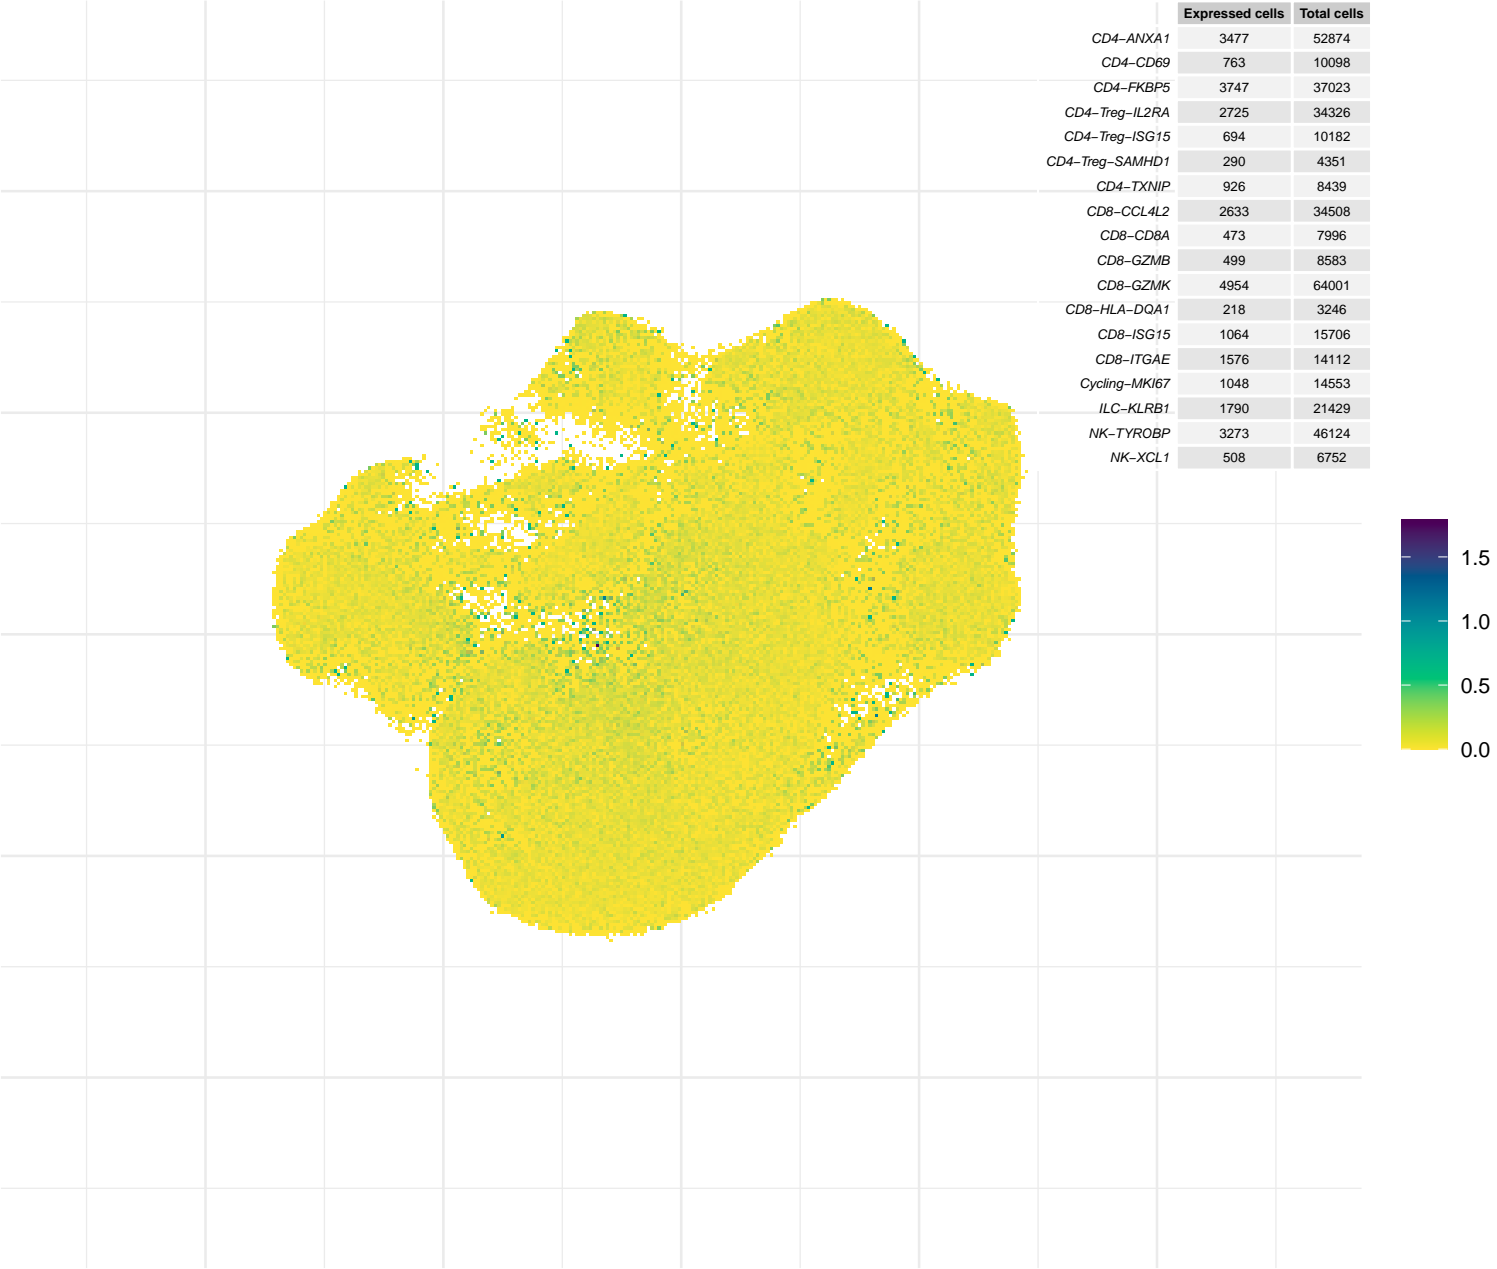 Expressed cells Total cells
CD4−ANXA1 3477 52874
CD4−CD69 763 10098
CD4−FKBP5 3747 37023
CD4−Treg−IL2RA 2725 34326
CD4−Treg−ISG15 694 10182
CD4−Treg−SAMHD1 290 4351
CD4−TXNIP 926 8439
CD8−CCL4L2 2633 34508
CD8−CD8A 473 7996
CD8−GZMB 499 8583
CD8−GZMK 4954 64001
CD8−HLA−DQA1 218 3246
CD8−ISG15 1064 15706
CD8−ITGAE 1576 14112
Cycling−MKI67 1048 14553
ILC−KLRB1 1790 21429
NK−TYROBP 3273 46124
NK−XCL1 508 6752
1.5
1.0
0.5
0.0